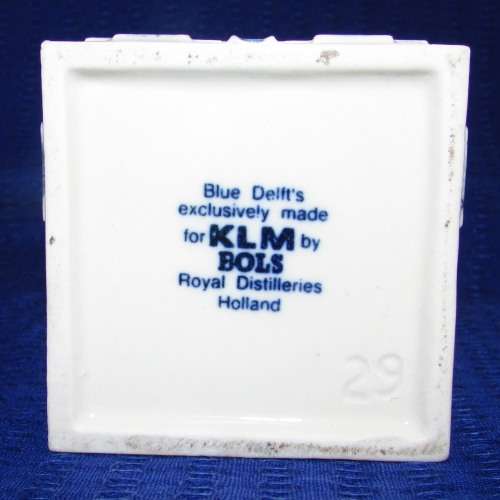 Blue Delft's
exclusively made
for KLM by
BOLS
Royal Distilleries
Holland
29